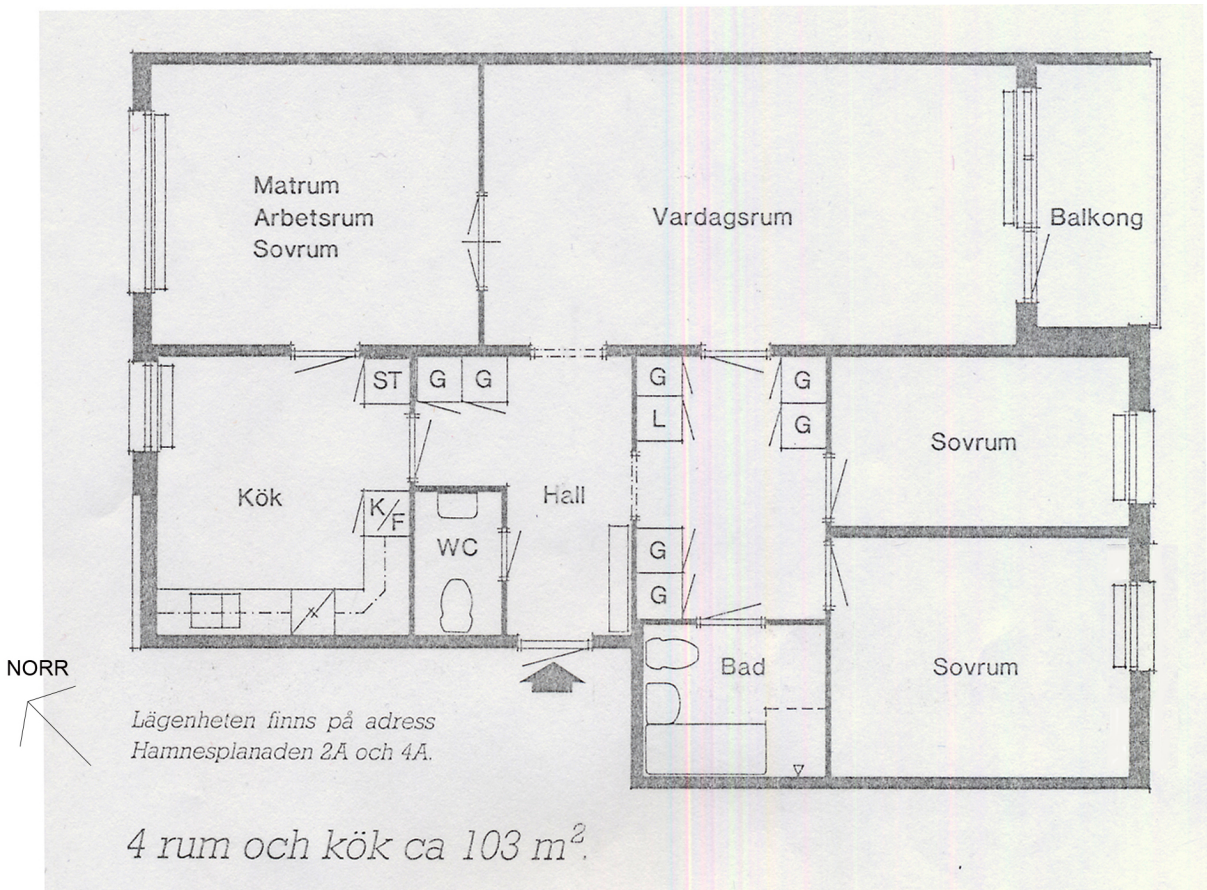 Matrum
Arbetsrum
Sovrum
Vardagsrum
Balkong
ST
G
G
G
L
G
G
Sovrum
Kök
Hall
K/F
WC
G
G
Sovrum
Bad
NORR
Lägenheten finns på adress
Hamnesplanaden 2A och 4A.
4 rum och kök ca 103 m².